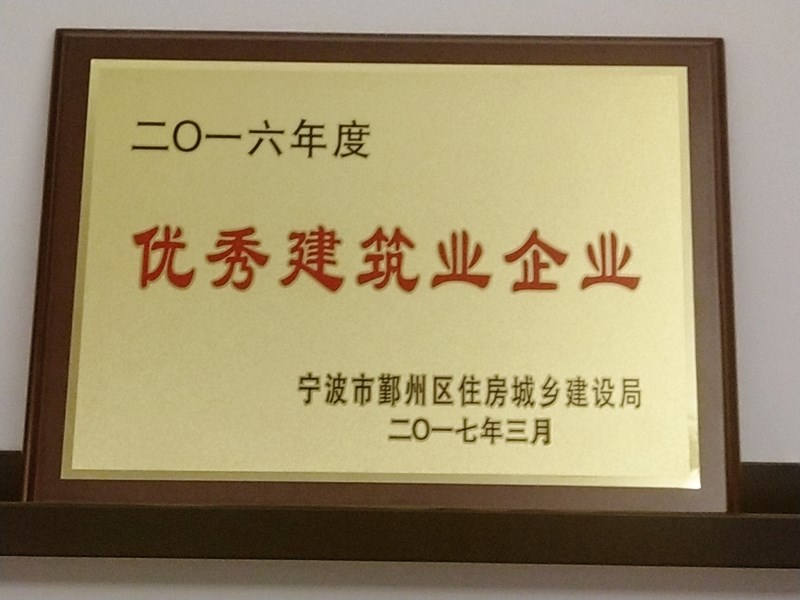 二〇一六年度
优秀建筑业企业
宁波市鄞州区住房城乡建设局
二〇一七年三月